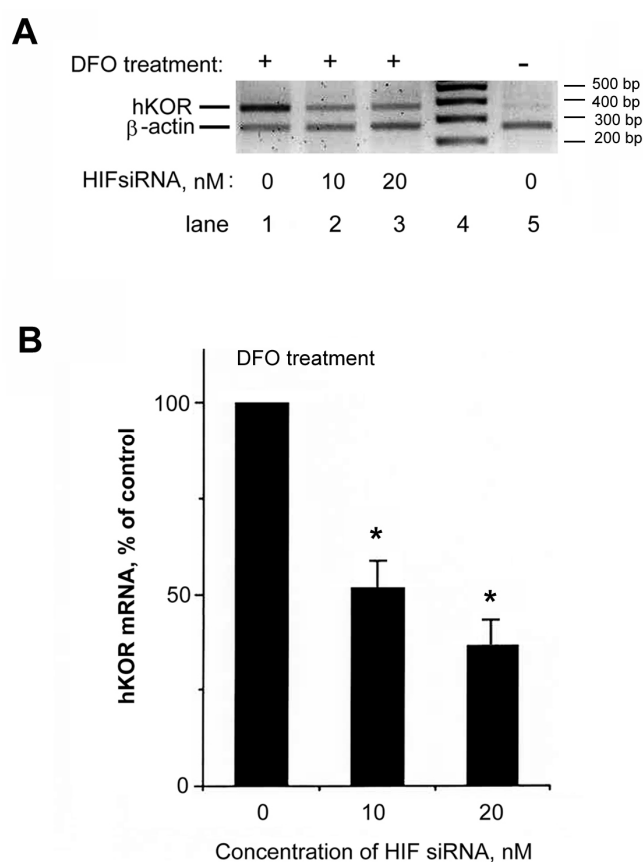 A
DFO treatment: + + + -
500 bp
hKOR 400 bp
β-actin 300 bp
200 bp
HIFsiRNA, nM: 0 10 20 0
lane 1 2 3 4 5
B
DFO treatment
100
50
0
hKOR mRNA, % of control
* *
0 10 20
Concentration of HIF siRNA, nM